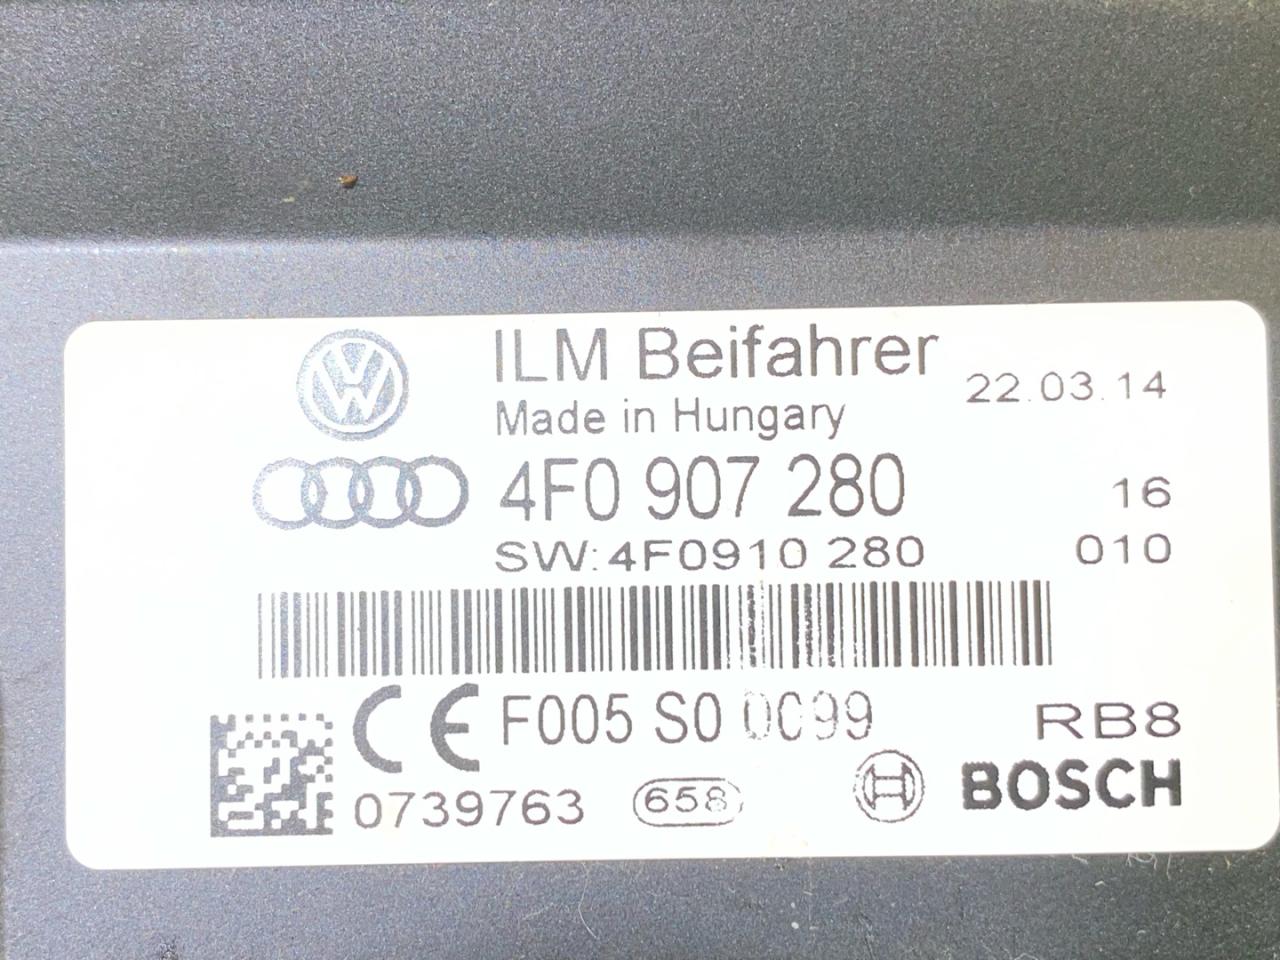 ILM Beifahrer
22.03.14
Made in Hungary
4F0 907 280 16
SW: 4F0910 280 010
CE F005 S0 0099 RB8
0739763 658 BOSCH